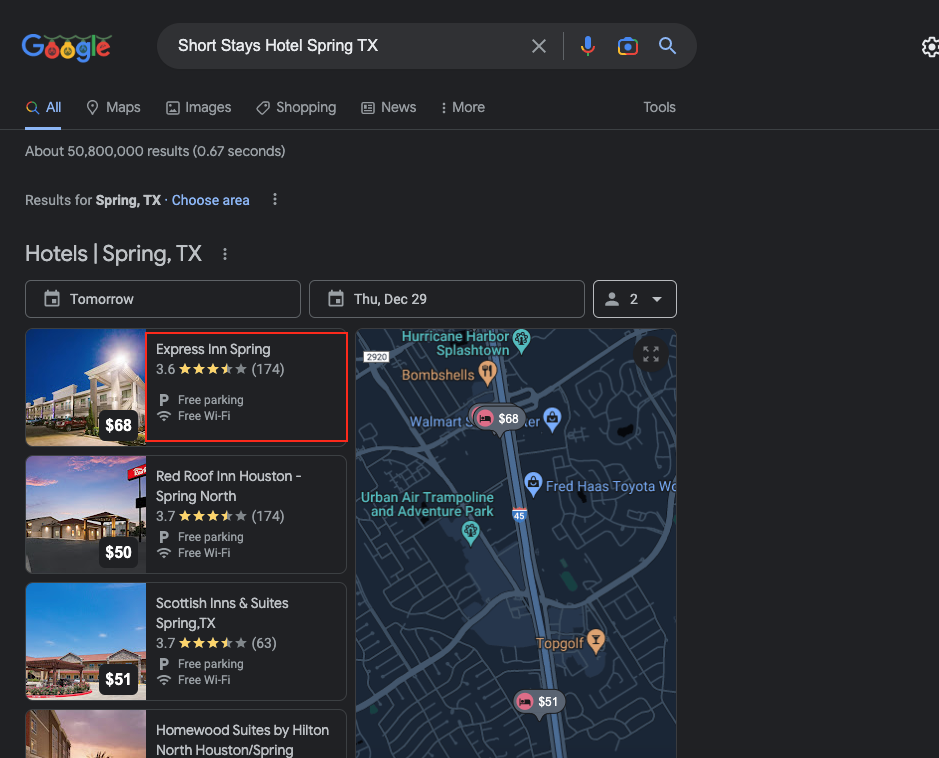 Google
Short Stays Hotel Spring TX
All
Maps
Images
Shopping
News
More
Tools
About 50,800,000 results (0.67 seconds)
Results for Spring, TX · Choose area
Hotels | Spring, TX
Tomorrow
Thu, Dec 29
2
$68
Express Inn Spring
3.6
(174)
P Free parking
Free Wi-Fi
$50
Red Roof Inn Houston -
Spring North
3.7
(174)
P Free parking
Free Wi-Fi
$51
Scottish Inns & Suites
Spring,TX
3.7
(63)
P Free parking
Free Wi-Fi
Homewood Suites by Hilton
North Houston/Spring
Hurricane Harbor
Splashtown
2920
Bombshells
Walmart S
er
$68
Fred Haas Toyota Wo
Urban Air Trampoline
and Adventure Park
45
Topgolf
$51